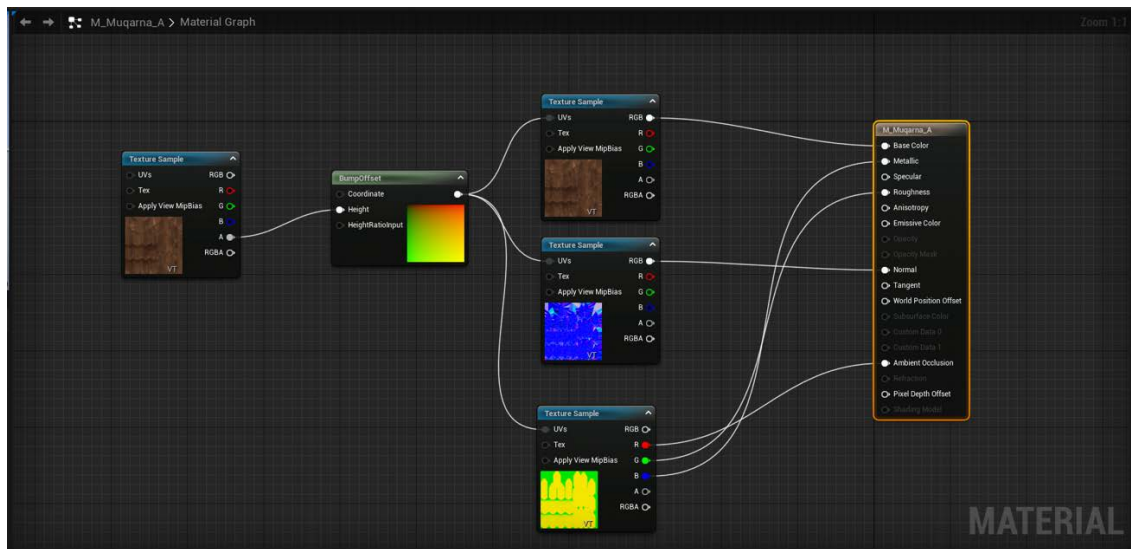 M_Muqarna_A > Material Graph
Zoom 1:1
Texture Sample
UVs RGB
Tex R
Apply View MipBias G
B
A
RGBA
VT
BumpOffset
Coordinate
Height
HeightRatioInput
Texture Sample
UVs RGB
Tex R
Apply View MipBias G
B
A
RGBA
VT
Texture Sample
UVs RGB
Tex R
Apply View MipBias G
B
A
RGBA
VT
Texture Sample
UVs RGB
Tex R
Apply View MipBias G
B
A
RGBA
VT
M_Muqarna_A
Base Color
Metallic
Specular
Roughness
Anisotropy
Emissive Color
Opacity
Opacity Mask
Normal
Tangent
World Position Offset
Subsurface Color
Custom Data 0
Custom Data 1
Ambient Occlusion
Refraction
Pixel Depth Offset
Shading Model
MATERIAL